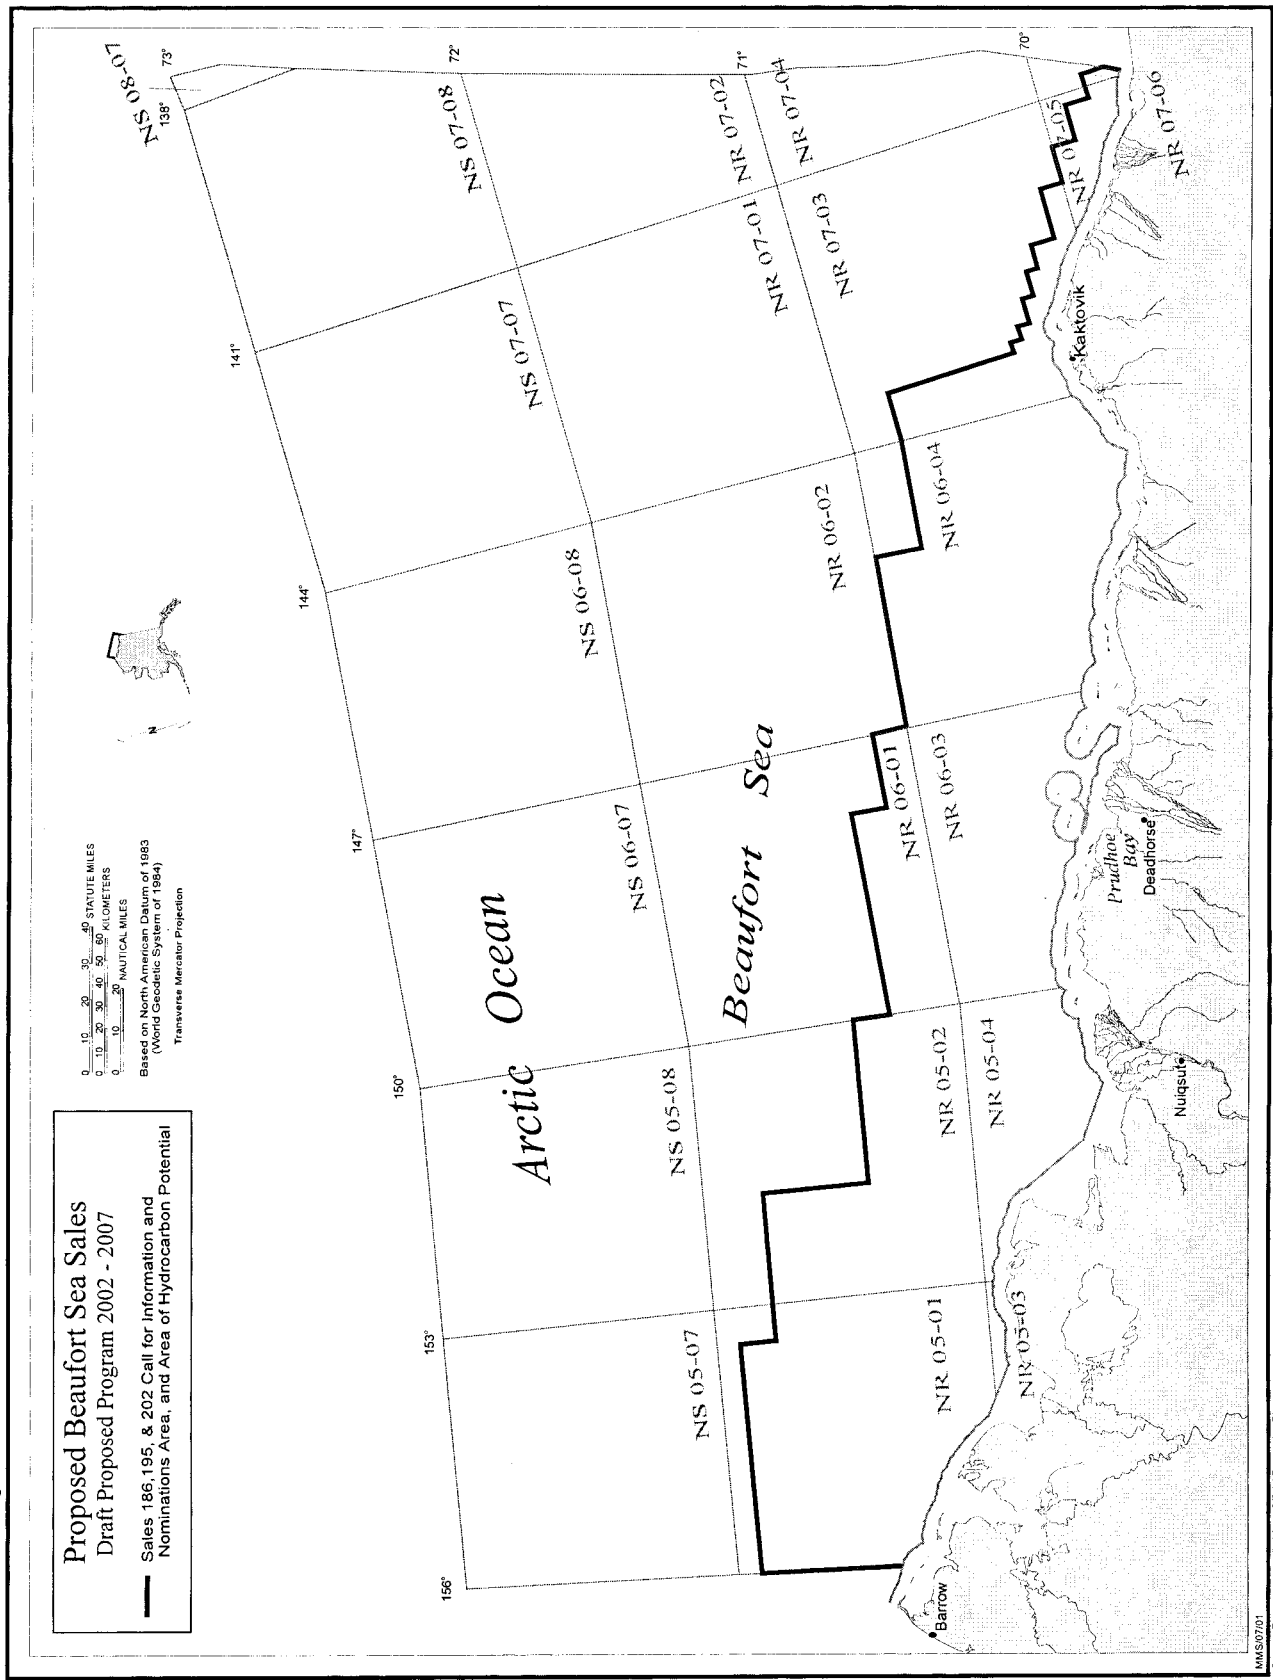 Proposed Beaufort Sea Sales
Draft Proposed Program 2002 - 2007
Sales 186,195, & 202 Call for Information and
Nominations Area, and Area of Hydrocarbon Potential
0 10 20 30 40 STATUTE MILES
0 10 20 30 40 50 60 KILOMETERS
0 10 20 NAUTICAL MILES
Based on North American Datum of 1983
(World Geodetic System of 1984)
Transverse Mercator Projection
N
156°
153°
150°
147°
144°
141°
138°
73°
72°
71°
70°
NS 08-07
NS 05-07
NS 05-08
NS 06-07
NS 06-08
NS 07-07
NS 07-08
Arctic Ocean
Beaufort Sea
NR 05-01
NR 05-02
NR 06-01
NR 06-02
NR 07-01
NR 07-02
NR 05-03
NR 05-04
NR 06-03
NR 06-04
NR 07-03
NR 07-04
NR 07-05
NR 07-06
Barrow
Nuiqsut
Prudhoe
Bay
Deadhorse
Kaktovik
MMS/07/01